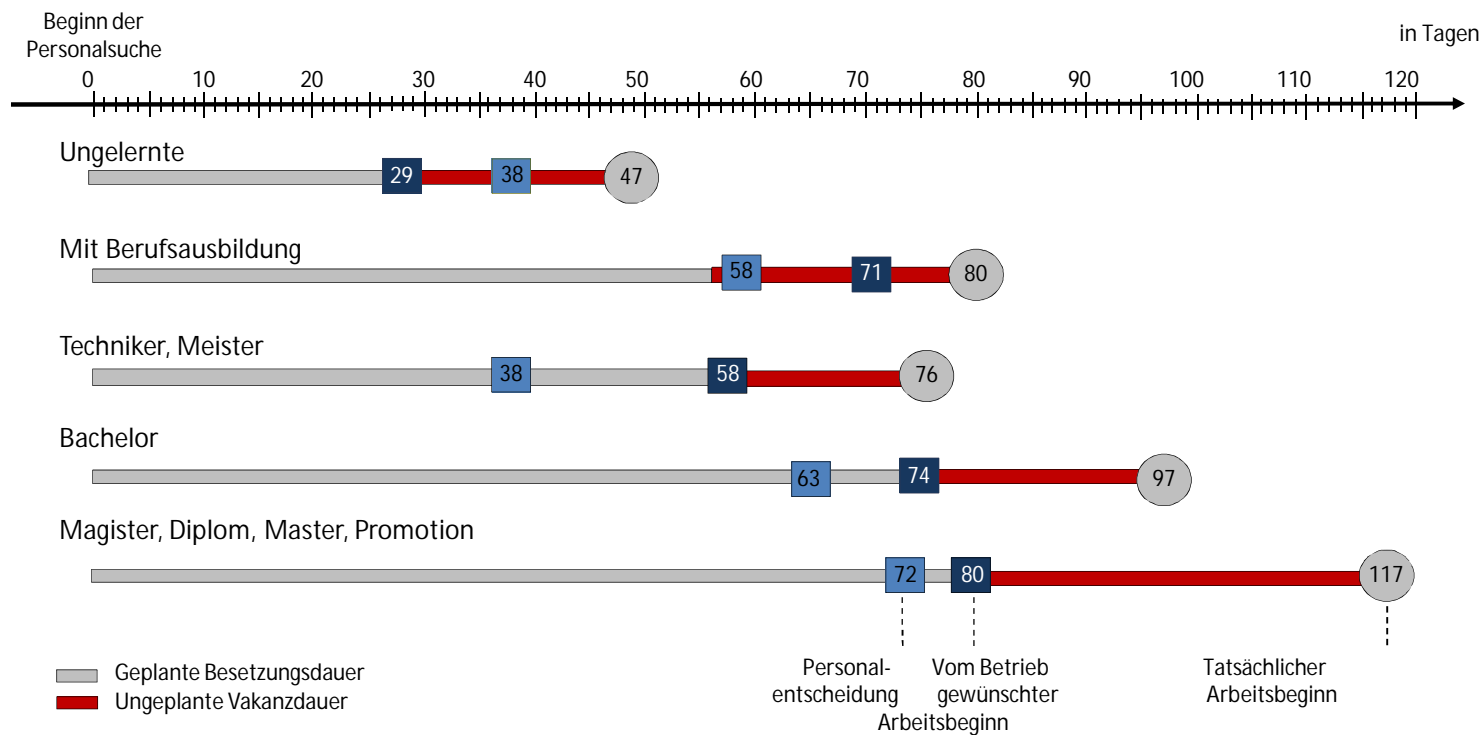 Beginn der
Personalsuche
in Tagen
0 10 20 30 40 50 60 70 80 90 100 110 120
Ungelernte
29 38 47
Mit Berufsausbildung
58 71 80
Techniker, Meister
38 58 76
Bachelor
63 74 97
Magister, Diplom, Master, Promotion
72 80 117
Geplante Besetzungsdauer
Ungeplante Vakanzdauer
Personal-
entscheidung
Vom Betrieb
gewünschter
Arbeitsbeginn
Tatsächlicher
Arbeitsbeginn